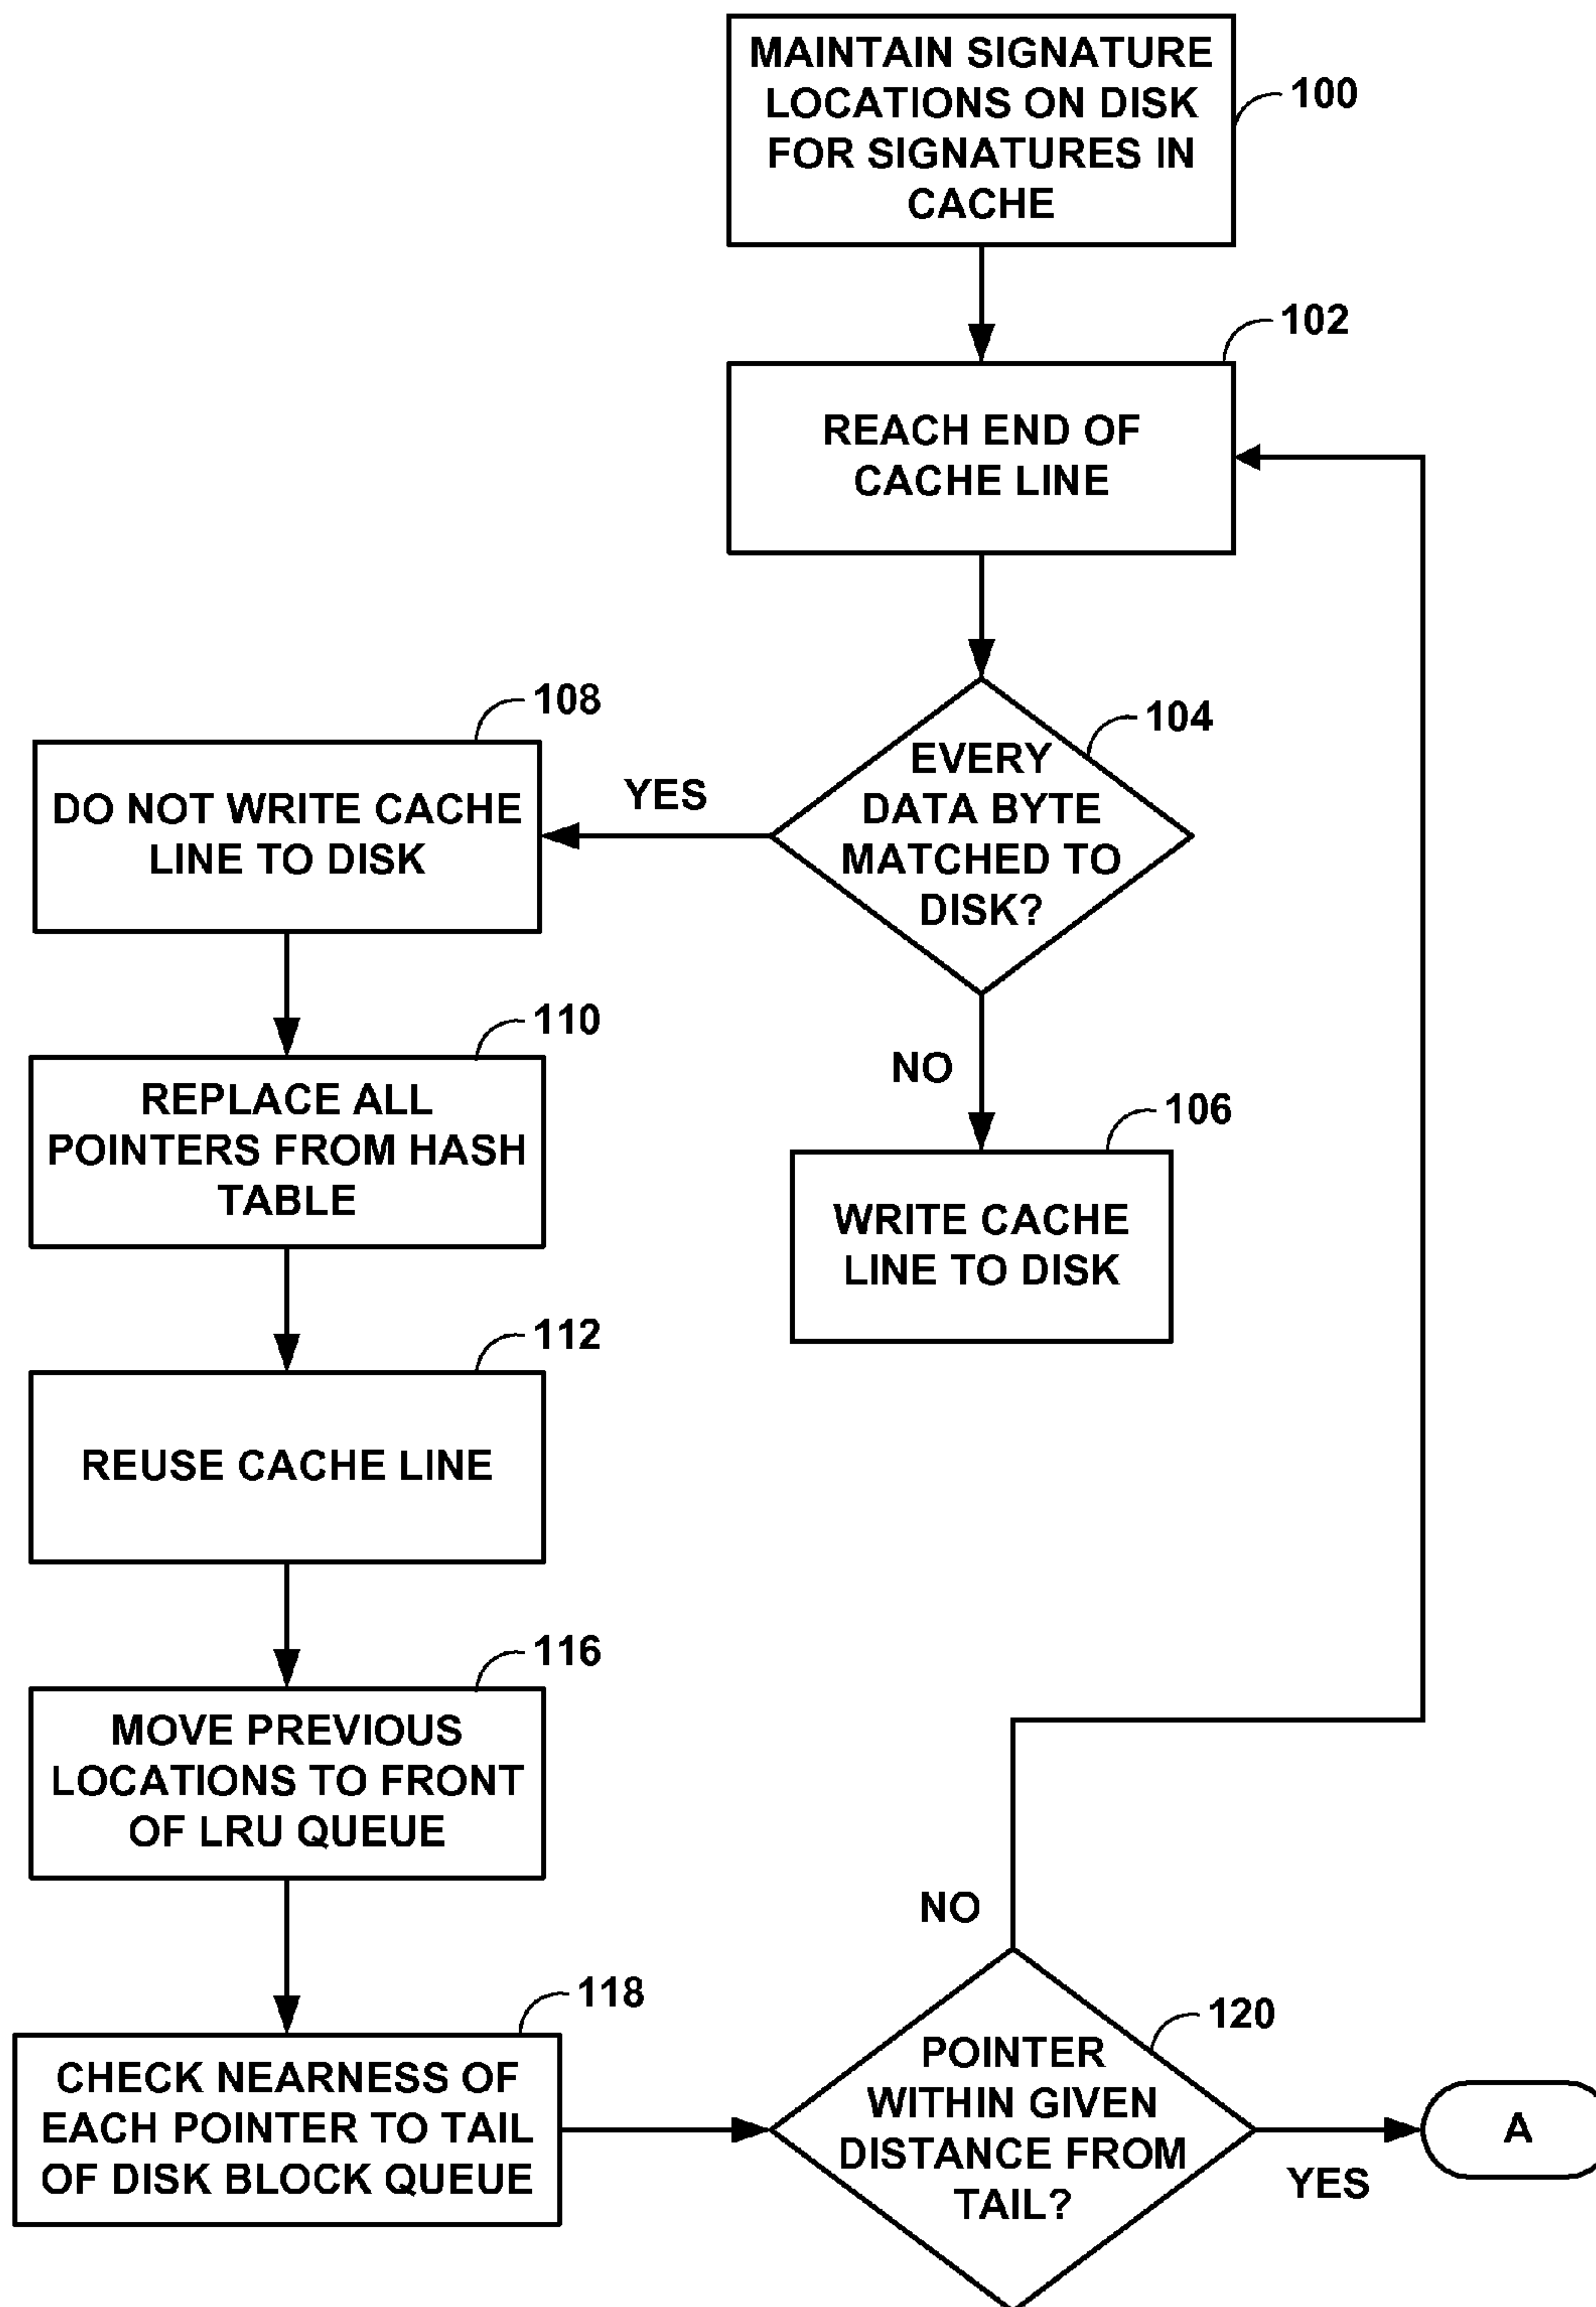 MAINTAIN SIGNATURE
LOCATIONS ON DISK
FOR SIGNATURES IN
CACHE
100
102
REACH END OF
CACHE LINE
104
EVERY
DATA BYTE
MATCHED TO
DISK?
YES
108
DO NOT WRITE CACHE
LINE TO DISK
NO
106
WRITE CACHE
LINE TO DISK
110
REPLACE ALL
POINTERS FROM HASH
TABLE
112
REUSE CACHE LINE
116
MOVE PREVIOUS
LOCATIONS TO FRONT
OF LRU QUEUE
118
CHECK NEARNESS OF
EACH POINTER TO TAIL
OF DISK BLOCK QUEUE
NO
120
POINTER
WITHIN GIVEN
DISTANCE FROM
TAIL?
YES
A